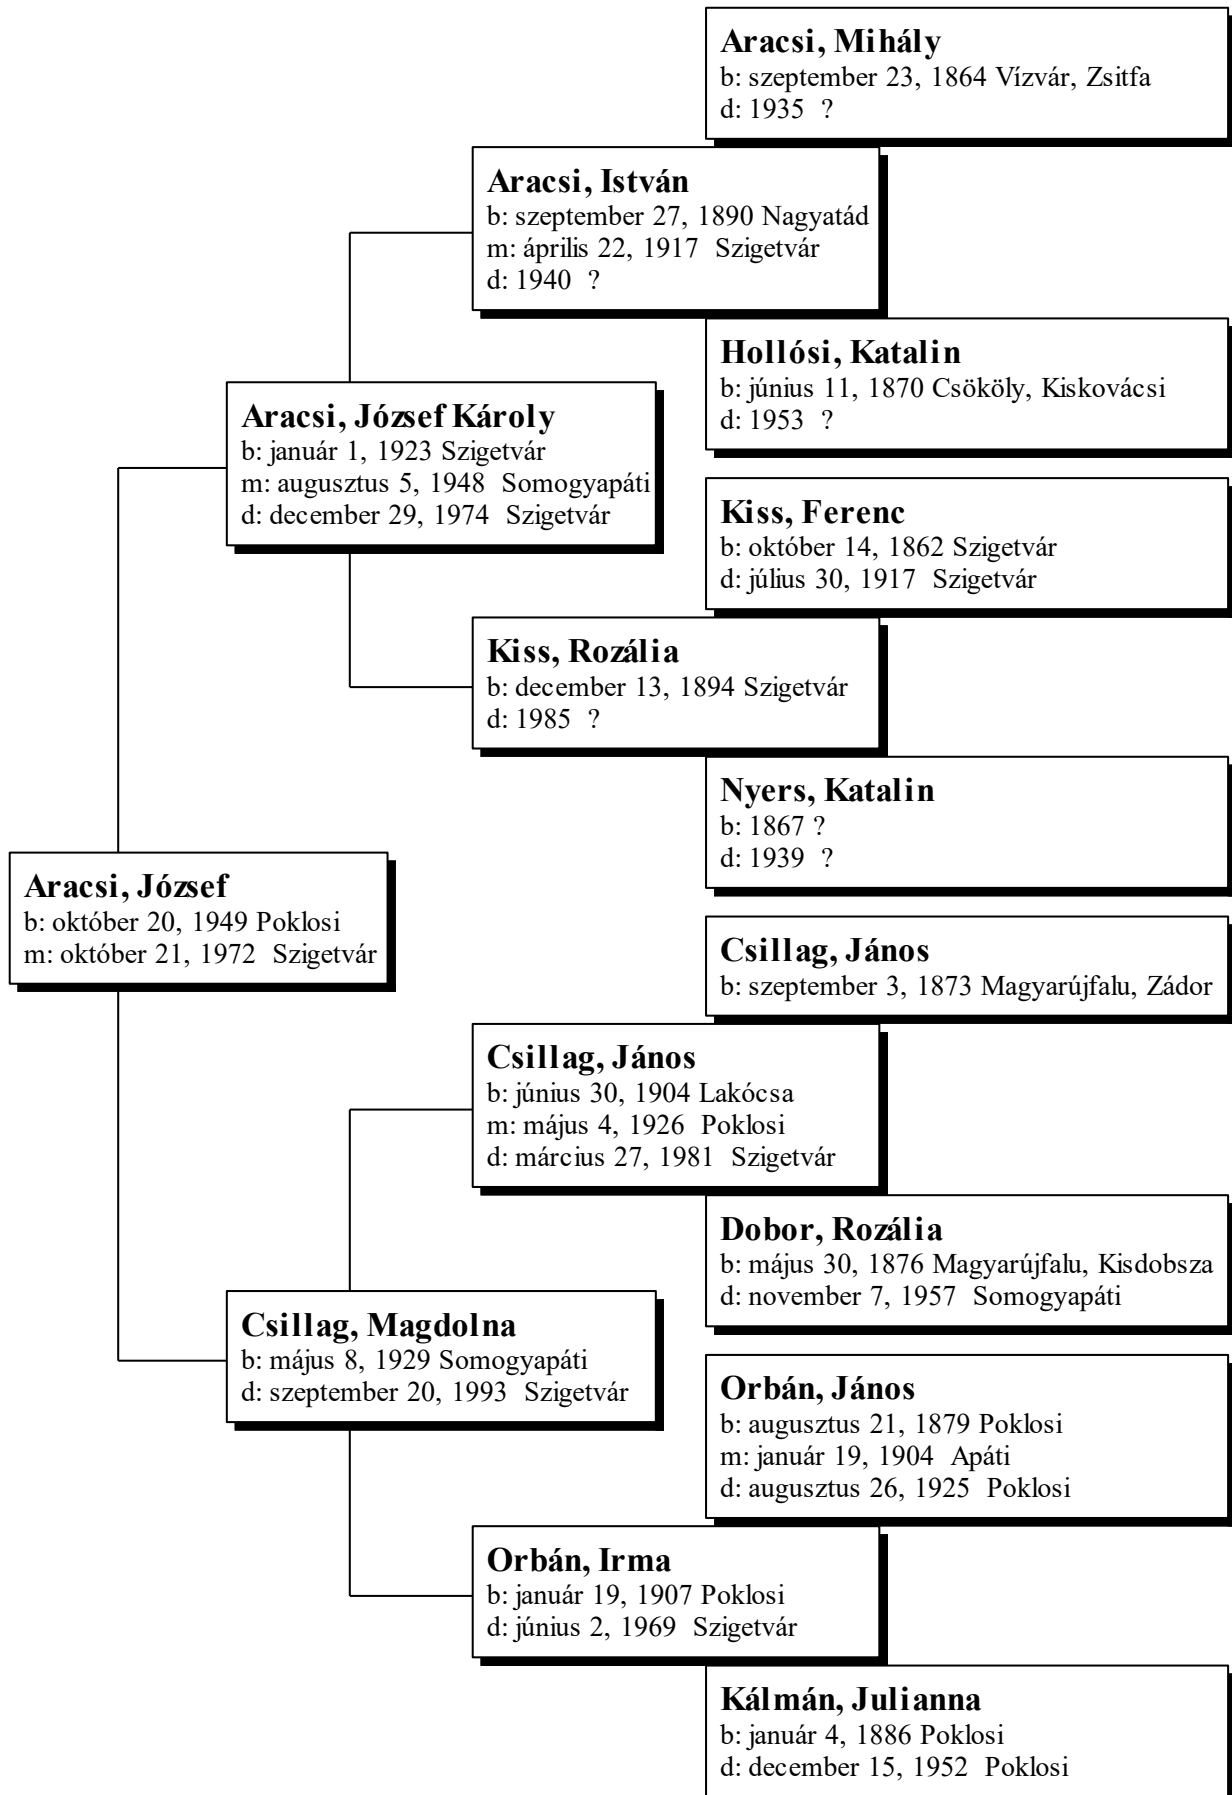 Aracsi, Mihály
b: szeptember 23, 1864 Vízvár, Zsitfa
d: 1935 ?
Aracsi, István
b: szeptember 27, 1890 Nagyatád
m: április 22, 1917 Szigetvár
d: 1940 ?
Hollósi, Katalin
b: június 11, 1870 Csököly, Kiskovácsi
d: 1953 ?
Aracsi, József Károly
b: január 1, 1923 Szigetvár
m: augusztus 5, 1948 Somogyapáti
d: december 29, 1974 Szigetvár
Kiss, Ferenc
b: október 14, 1862 Szigetvár
d: július 30, 1917 Szigetvár
Kiss, Rozália
b: december 13, 1894 Szigetvár
d: 1985 ?
Nyers, Katalin
b: 1867 ?
d: 1939 ?
Aracsi, József
b: október 20, 1949 Poklosi
m: október 21, 1972 Szigetvár
Csillag, János
b: szeptember 3, 1873 Magyarújfalu, Zádor
Csillag, János
b: június 30, 1904 Lakócsa
m: május 4, 1926 Poklosi
d: március 27, 1981 Szigetvár
Dobor, Rozália
b: május 30, 1876 Magyarújfalu, Kisdobsza
d: november 7, 1957 Somogyapáti
Csillag, Magdolna
b: május 8, 1929 Somogyapáti
d: szeptember 20, 1993 Szigetvár
Orbán, János
b: augusztus 21, 1879 Poklosi
m: január 19, 1904 Apáti
d: augusztus 26, 1925 Poklosi
Orbán, Irma
b: január 19, 1907 Poklosi
d: június 2, 1969 Szigetvár
Kálmán, Julianna
b: január 4, 1886 Poklosi
d: december 15, 1952 Poklosi